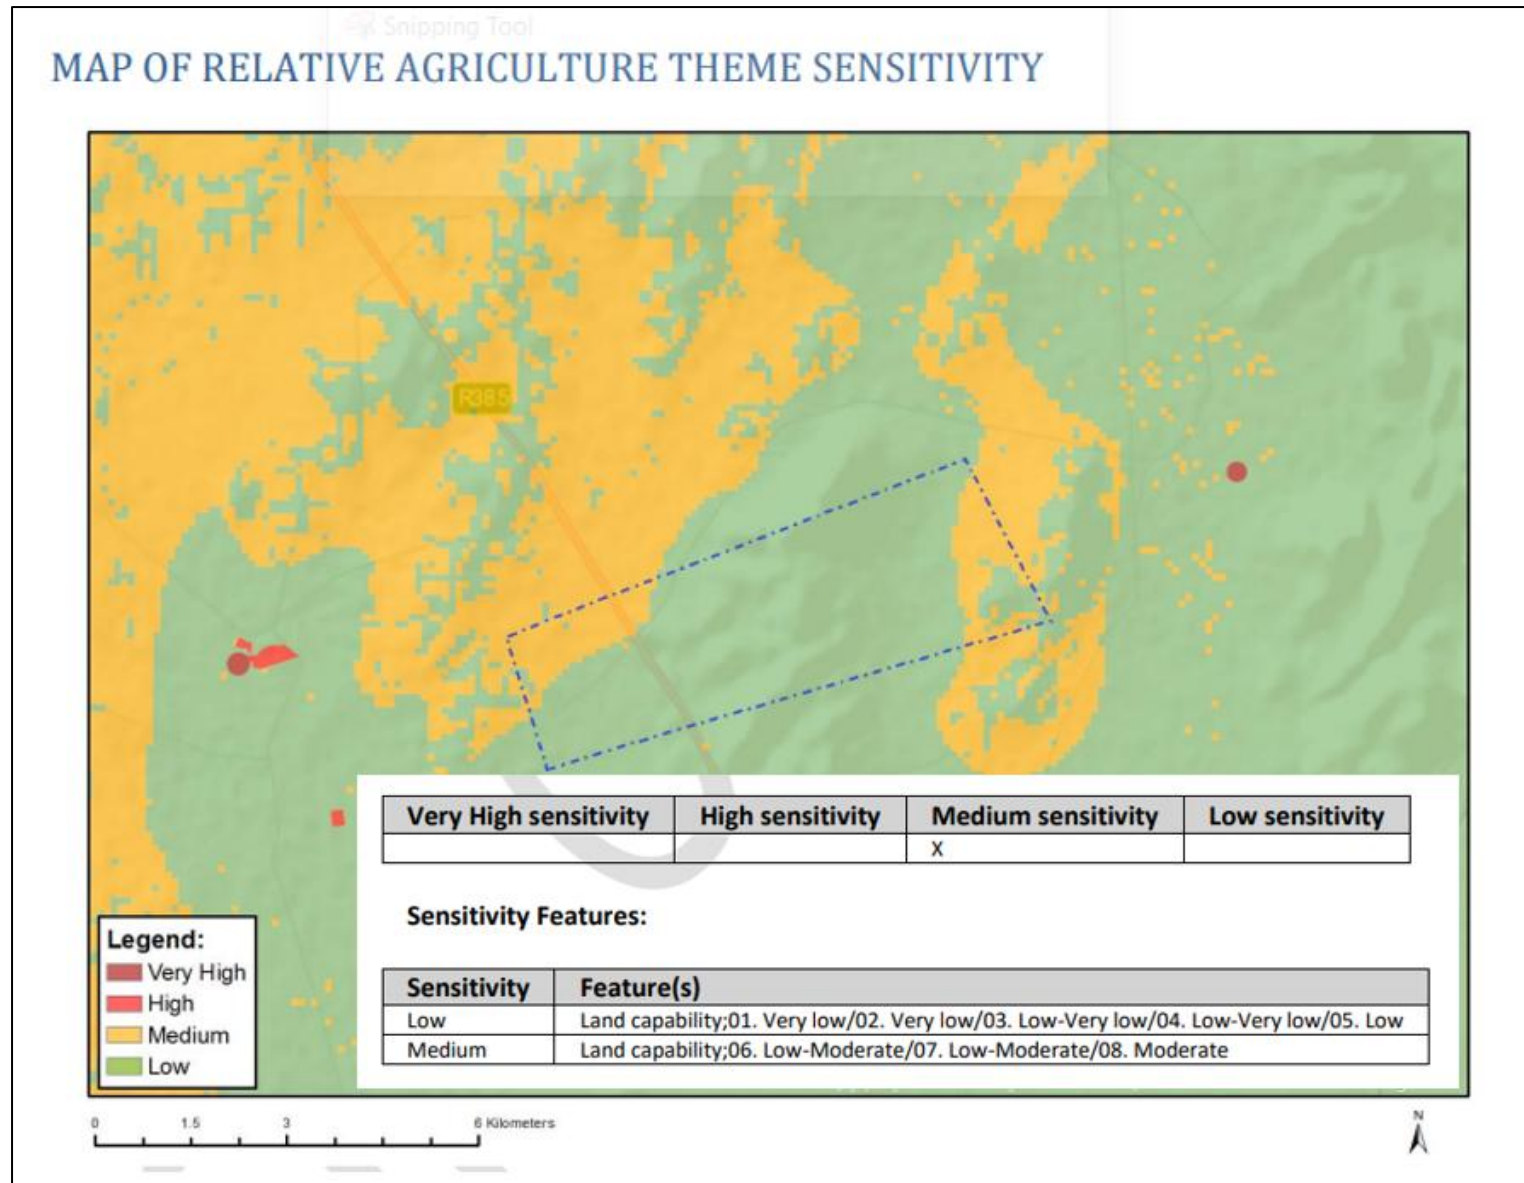 Snipping Tool
MAP OF RELATIVE AGRICULTURE THEME SENSITIVITY
R385
Very High sensitivity High sensitivity Medium sensitivity Low sensitivity
X
Sensitivity Features:
Sensitivity Feature(s)
Low Land capability;01. Very low/02. Very low/03. Low-Very low/04. Low-Very low/05. Low
Medium Land capability;06. Low-Moderate/07. Low-Moderate/08. Moderate
Legend:
Very High
High
Medium
Low
0 1.5 3 6 Kilometers
N